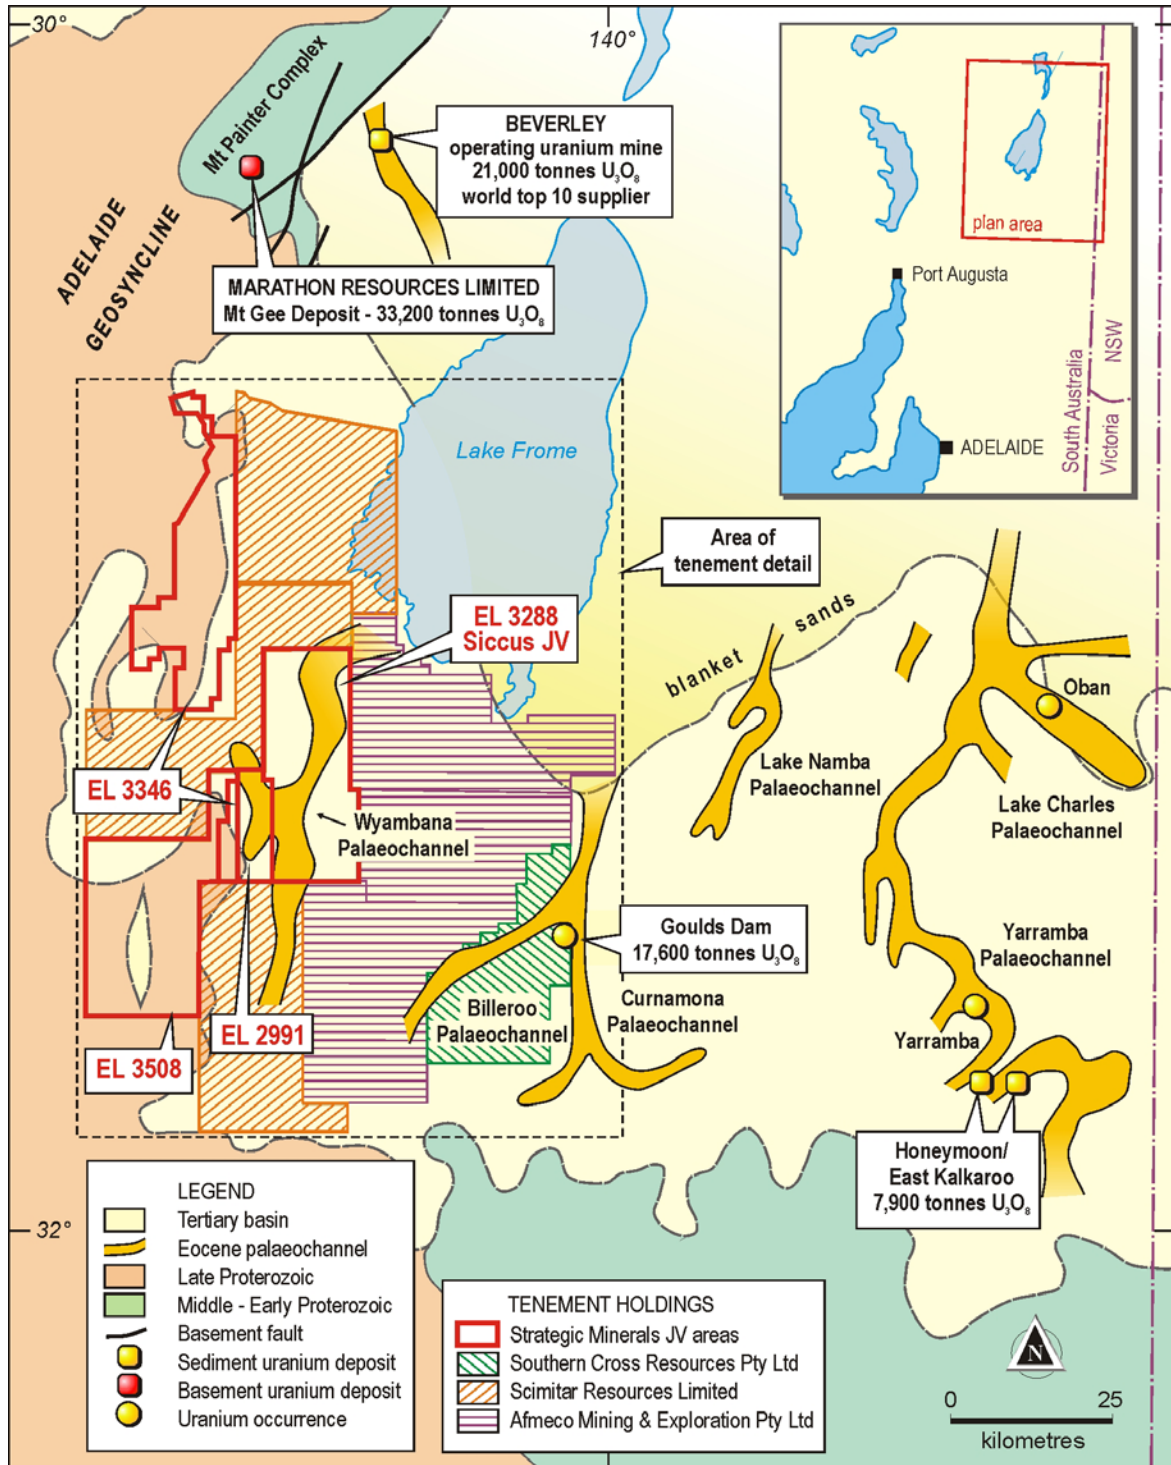 30°
140°
Mt Painter Complex
BEVERLEY
operating uranium mine
21,000 tonnes U₃O₈
world top 10 supplier
ADELAIDE
GEOSYNCLINE
MARATHON RESOURCES LIMITED
Mt Gee Deposit - 33,200 tonnes U₃O₈
plan area
Port Augusta
South Australia
NSW
Victoria
ADELAIDE
Lake Frome
Area of
tenement detail
EL 3288
Siccus JV
blanket sands
Oban
EL 3346
Lake Namba
Palaeochannel
Lake Charles
Palaeochannel
Wyambana
Palaeochannel
Goulds Dam
17,600 tonnes U₃O₈
Yarramba
Palaeochannel
Billeroo
Palaeochannel
Curnamona
Palaeochannel
Yarramba
EL 2991
EL 3508
Honeymoon/
East Kalkaroo
7,900 tonnes U₃O₈
32°
LEGEND
Tertiary basin
Eocene palaeochannel
Late Proterozoic
Middle - Early Proterozoic
Basement fault
Sediment uranium deposit
Basement uranium deposit
Uranium occurrence
TENEMENT HOLDINGS
Strategic Minerals JV areas
Southern Cross Resources Pty Ltd
Scimitar Resources Limited
Afmeco Mining & Exploration Pty Ltd
N
0 25
kilometres